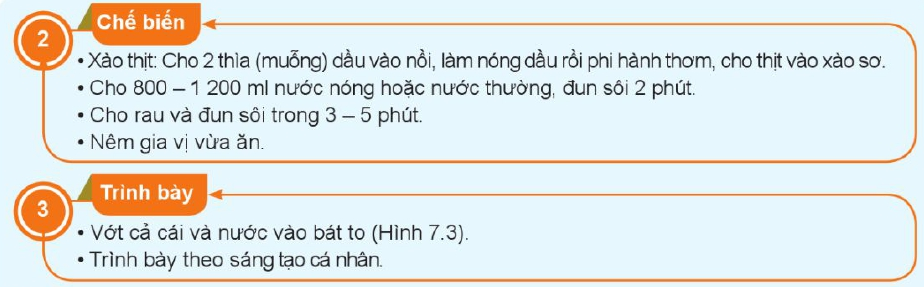 2
Chế biến
• Xào thịt: Cho 2 thìa (muỗng) dầu vào nồi, làm nóng dầu rồi phi hành thơm, cho thịt vào xào sơ.
• Cho 800 – 1 200 ml nước nóng hoặc nước thường, đun sôi 2 phút.
• Cho rau và đun sôi trong 3 – 5 phút.
• Nêm gia vị vừa ăn.
3
Trình bày
• Vớt cả cái và nước vào bát to (Hình 7.3).
• Trình bày theo sáng tạo cá nhân.